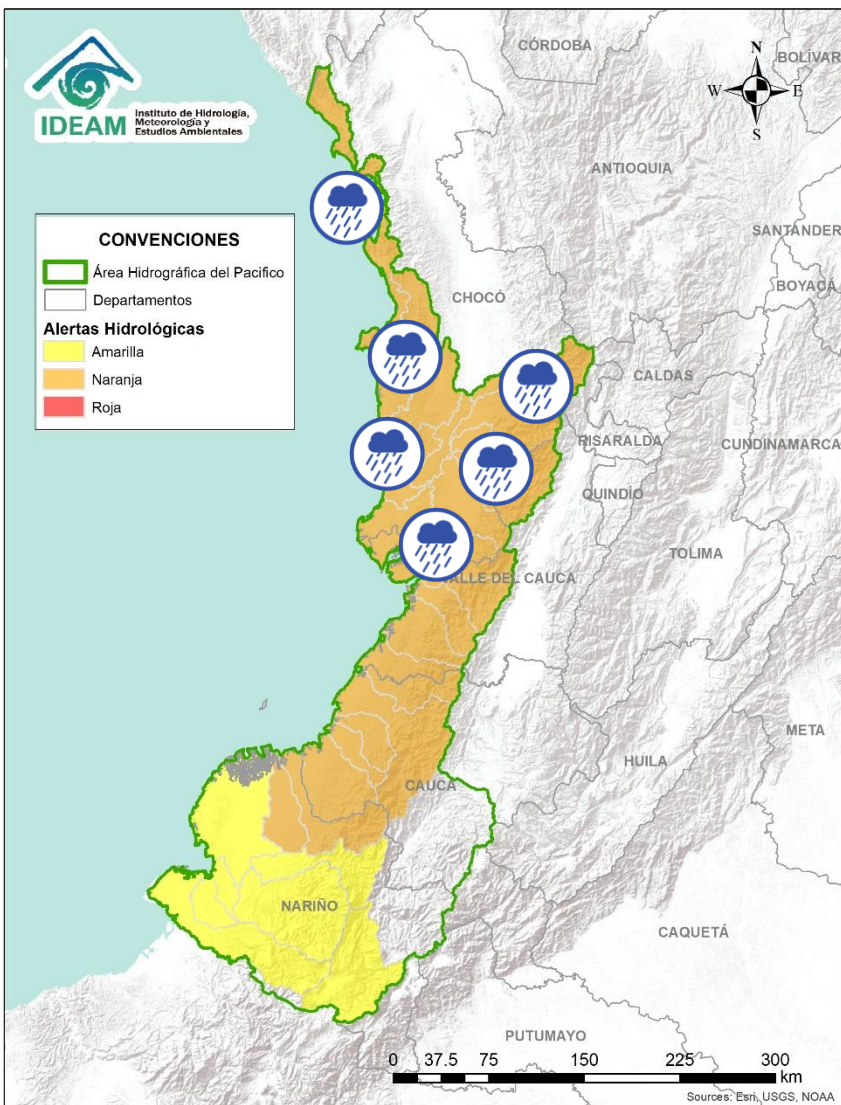 IDEAM
Instituto de Hidrología,
Meteorología y
Estudios Ambientales
CÓRDOBA
BOLÍVAR
N
W
E
S
ANTIOQUIA
SANTANDER
BOYACÁ
CONVENCIONES
Área Hidrográfica del Pacifico
Departamentos
Alertas Hidrológicas
Amarilla
Naranja
Roja
CHOCÓ
CALDAS
RISARALDA
CUNDINAMARCA
QUINDÍO
TOLIMA
VALLE DEL CAUCA
META
HUILA
CAUCA
NARIÑO
CAQUETÁ
PUTUMAYO
0 37.5 75 150 225 300
km
Sources: Esri, USGS, NOAA